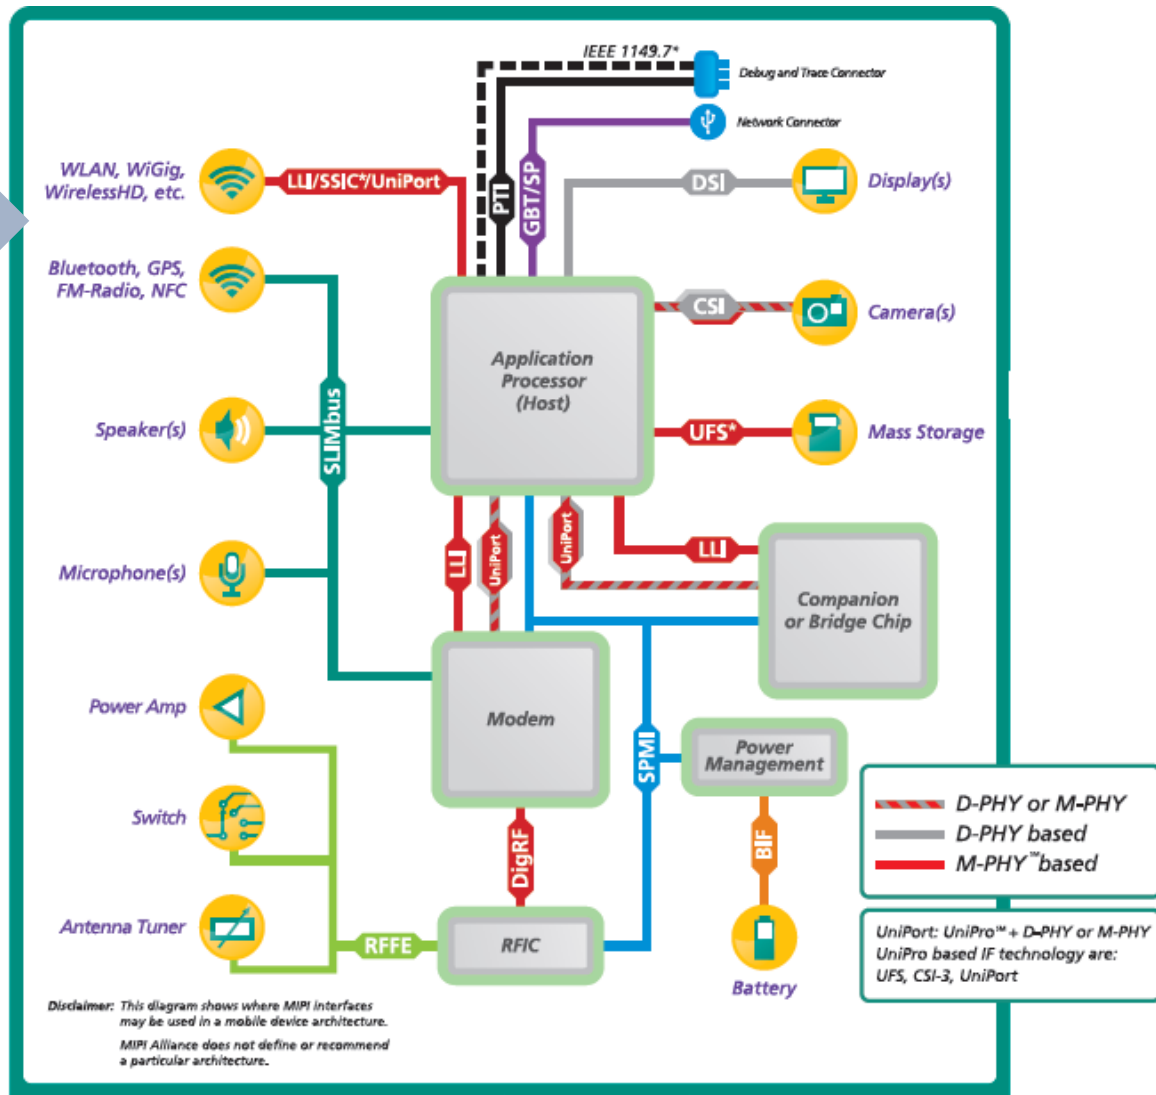 IEEE 1149.7*
Debug and Trace Connector
Network Connector
WLAN, WiGig,
WirelessHD, etc.
LLI/SSIC*/UniPort
PTI
GBT/SP
DSI
Display(s)
Bluetooth, GPS,
FM-Radio, NFC
CSI
Camera(s)
Application
Processor
(Host)
SLIMbus
Speaker(s)
UFS*
Mass Storage
LLI
UniPort
UniPort
LLI
Microphone(s)
Companion
or Bridge Chip
Power Amp
Modem
SPMI
Power
Management
Switch
DigRF
BIF
D-PHY or M-PHY
D-PHY based
M-PHY™based
Antenna Tuner
RFFE
RFIC
Battery
UniPort: UniPro™ + D-PHY or M-PHY
UniPro based IF technology are:
UFS, CSI-3, UniPort
Disclaimer: This diagram shows where MIPI interfaces
may be used in a mobile device architecture.
MIPI Alliance does not define or recommend
a particular architecture.